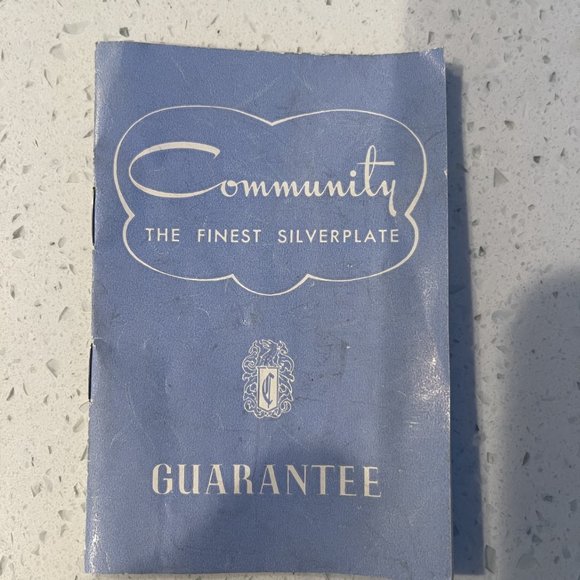 Community
THE FINEST SILVERPLATE
C
GUARANTEE